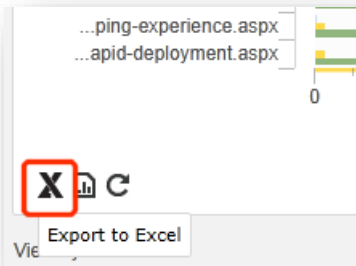 ...ping-experience.aspx
...apid-deployment.aspx
0
X
Export to Excel